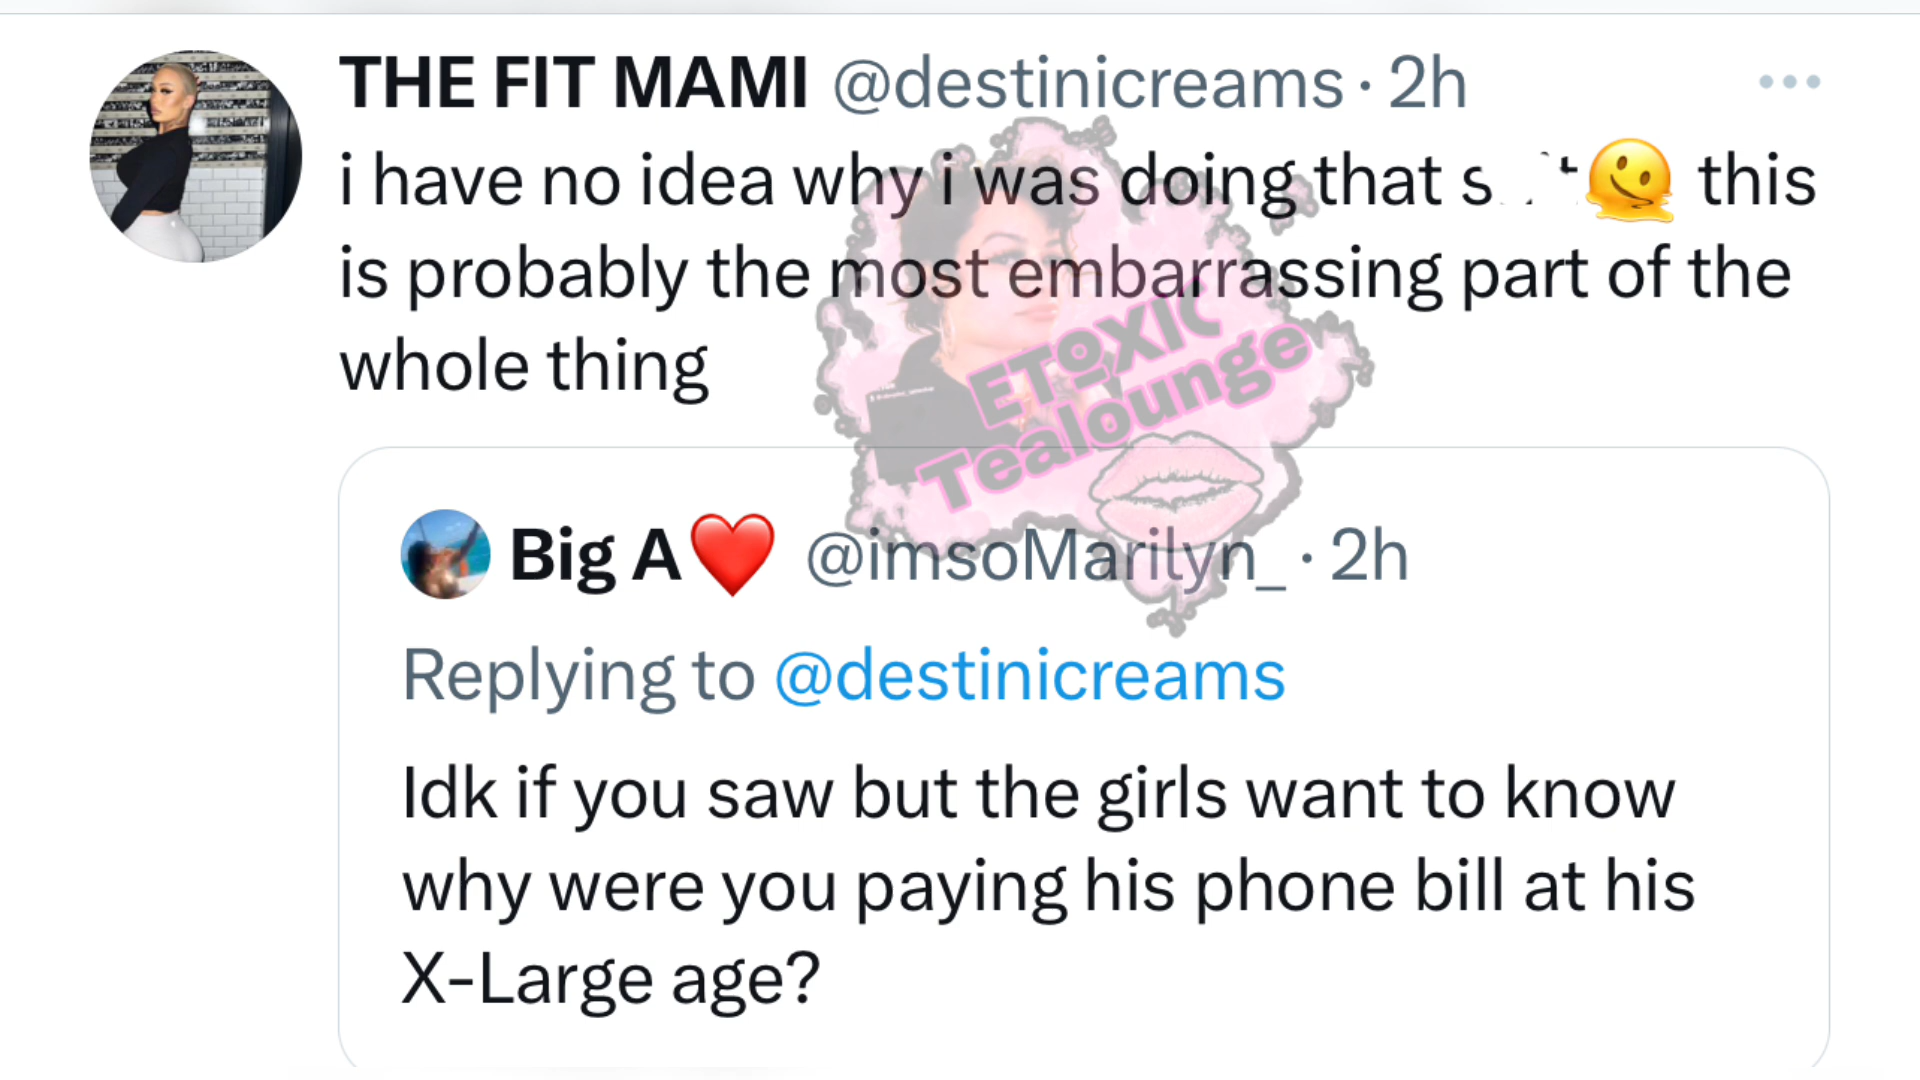 THE FIT MAMI @destinicreams · 2h
i have no idea why i was doing that s t🫠 this
is probably the most embarrassing part of the
whole thing
ETOXIC
Tealounge
Big A❤️ @imsoMarilyn_ · 2h
Replying to @destinicreams
Idk if you saw but the girls want to know
why were you paying his phone bill at his
X-Large age?